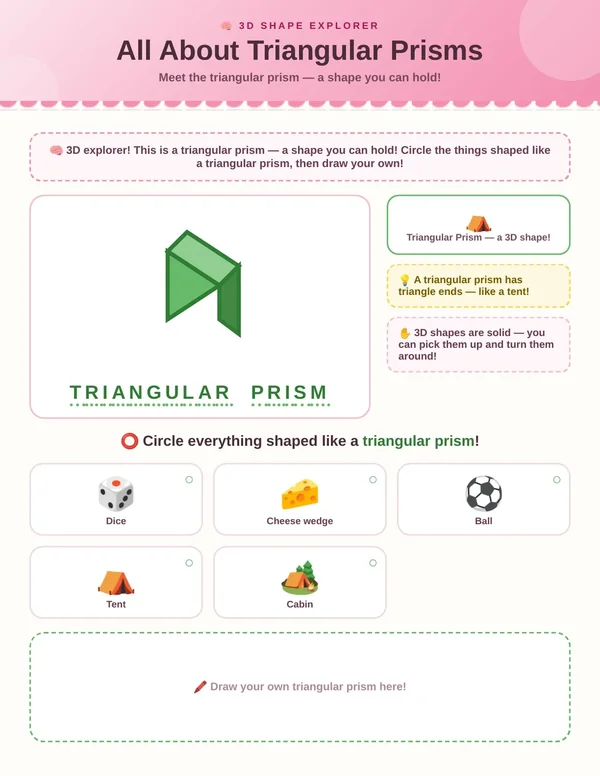 3D SHAPE EXPLORER
All About Triangular Prisms
Meet the triangular prism — a shape you can hold!
3D explorer! This is a triangular prism — a shape you can hold! Circle the things shaped like
a triangular prism, then draw your own!
TRIANGULAR PRISM
Triangular Prism — a 3D shape!
A triangular prism has
triangle ends — like a tent!
3D shapes are solid — you
can pick them up and turn them
around!
Circle everything shaped like a triangular prism!
Dice
Cheese wedge
Ball
Tent
Cabin
Draw your own triangular prism here!